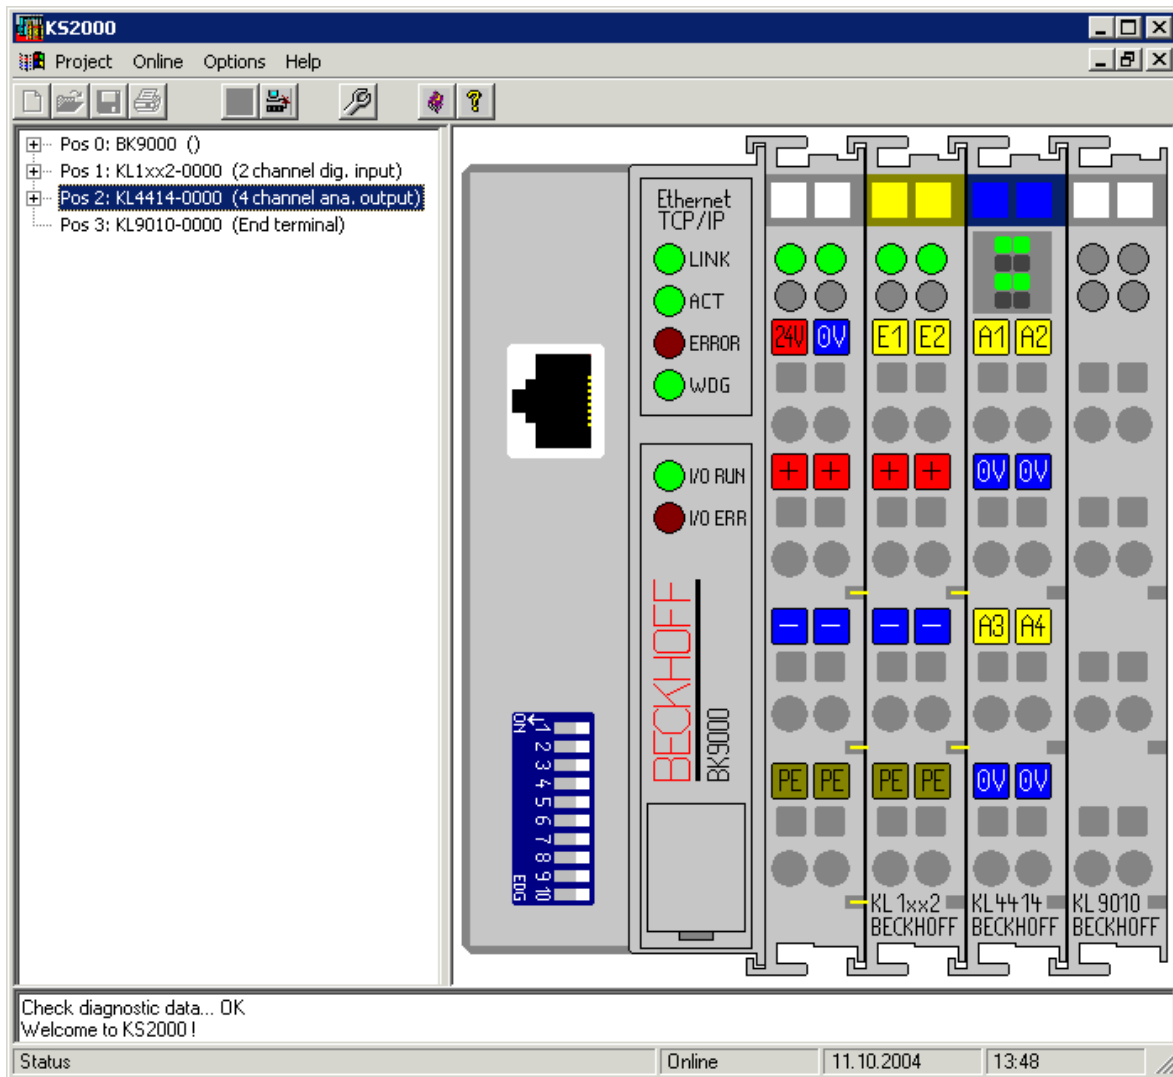 KS2000
Project Online Options Help
Pos 0: BK9000 ()
Pos 1: KL1xx2-0000 (2 channel dig. input)
Pos 2: KL4414-0000 (4 channel ana. output)
Pos 3: KL9010-0000 (End terminal)
Ethernet
TCP/IP
LINK
ACT
ERROR
WDG
I/O RUN
I/O ERR
BECKHOFF
BK9000
ON
1
2
3
4
5
6
7
8
9
10
EDG
24V 0V E1 E2 A1 A2
+ + + + 0V 0V
− − − − A3 A4
PE PE PE PE 0V 0V
KL1xx2 KL4414 KL9010
BECKHOFF BECKHOFF BECKHOFF
Check diagnostic data... OK
Welcome to KS2000 !
Status Online 11.10.2004 13:48